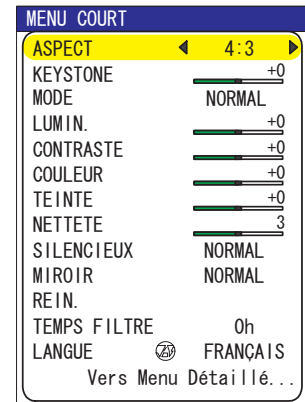 MENU COURT
ASPECT 4:3
KEYSTONE +0
MODE NORMAL
LUMIN. +0
CONTRASTE +0
COULEUR +0
TEINTE +0
NETTETE 3
SILENCIEUX NORMAL
MIROIR NORMAL
REIN.
TEMPS FILTRE 0h
LANGUE FRANÇAIS
Vers Menu Détaillé...